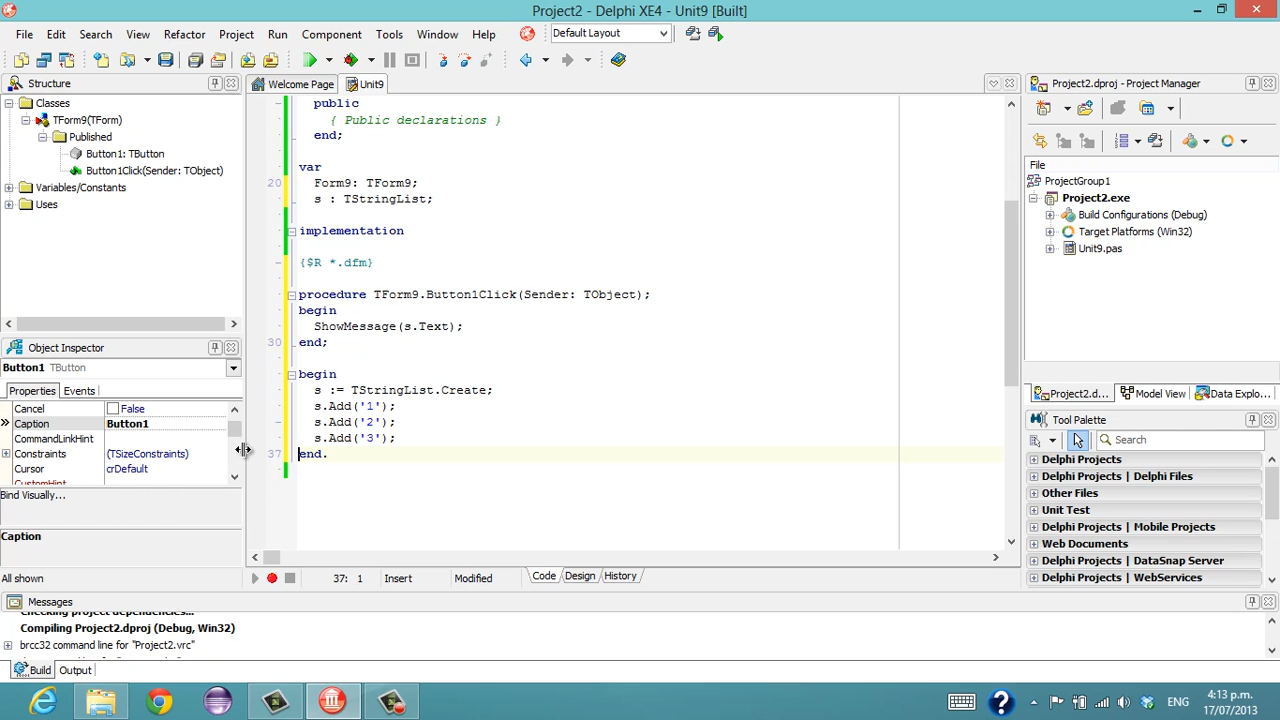 Project2 - Delphi XE4 - Unit9 [Built]
File Edit Search View Refactor Project Run Component Tools Window Help Default Layout
Structure
Classes
TForm9(TForm)
Published
Button1: TButton
Button1Click(Sender: TObject)
Variables/Constants
Uses
Object Inspector
Button1 TButton
Properties Events
Cancel False
Caption Button1
CommandLinkHint
Constraints (TSizeConstraints)
Cursor crDefault
CustomHint
Bind Visually...
Caption
All shown
Welcome Page Unit9
public
{ Public declarations }
end;
var
20 Form9: TForm9;
s : TStringList;
implementation
{$R *.dfm}
procedure TForm9.Button1Click(Sender: TObject);
begin
ShowMessage(s.Text);
30 end;
begin
s := TStringList.Create;
s.Add('1');
s.Add('2');
s.Add('3');
37 end.
37: 1 Insert Modified Code Design History
Project2.dproj - Project Manager
File
ProjectGroup1
Project2.exe
Build Configurations (Debug)
Target Platforms (Win32)
Unit9.pas
Project2.d... Model View Data Explo...
Tool Palette
Search
Delphi Projects
Delphi Projects | Delphi Files
Other Files
Unit Test
Delphi Projects | Mobile Projects
Web Documents
Delphi Projects | DataSnap Server
Delphi Projects | WebServices
Messages
Checking project dependencies...
Compiling Project2.dproj (Debug, Win32)
brcc32 command line for "Project2.vrc"
Build Output
ENG
4:13 p.m.
17/07/2013